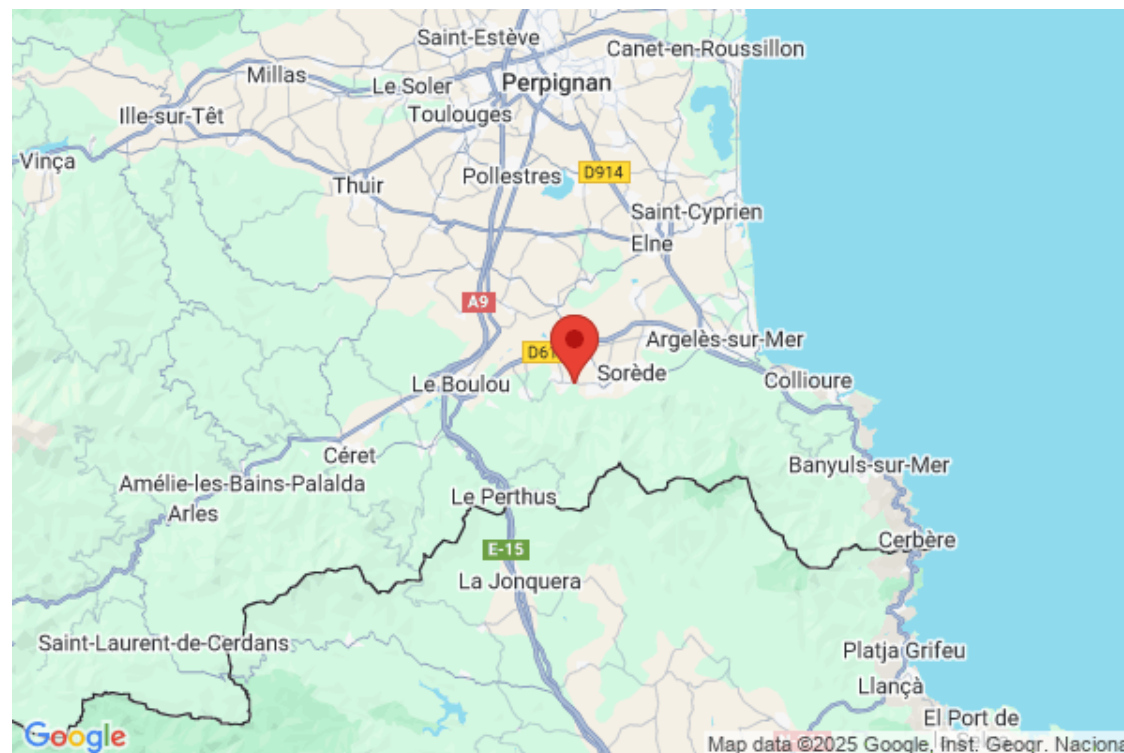 Saint-Estève
Canet-en-Roussillon
Millas
Le Soler
Perpignan
Ille-sur-Têt
Toulouges
Vinça
Thuir
Pollestres
D914
Saint-Cyprien
Elne
A9
D61
Argelès-sur-Mer
Sorède
Le Boulou
Collioure
Céret
Banyuls-sur-Mer
Amélie-les-Bains-Palalda
Arles
Le Perthus
Cerbère
E-15
La Jonquera
Saint-Laurent-de-Cerdans
Platja Grifeu
Llançà
El Port de
la Selva
Google
Map data ©2025 Google, Inst. Geogr. Naciona